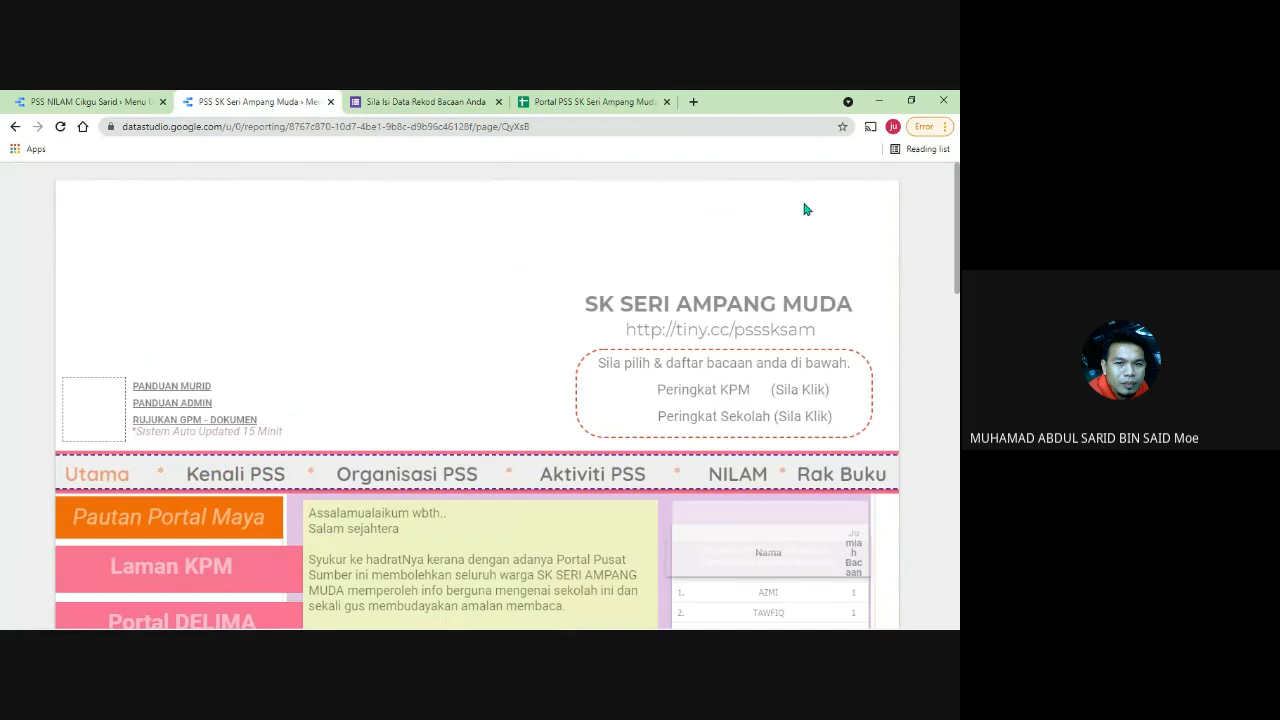 PSS NILAM Cikgu Sarid › Menu U
PSS SK Seri Ampang Muda › Me
Sila Isi Data Rekod Bacaan Anda
Portal PSS SK Seri Ampang Muda
datastudio.google.com/u/0/reporting/8767c870-10d7-4be1-9b8c-d9b96c46128f/page/QyXsB
ju
Error
Apps
Reading list
SK SERI AMPANG MUDA
http://tiny.cc/psssksam
Sila pilih & daftar bacaan anda di bawah.
Peringkat KPM (Sila Klik)
Peringkat Sekolah (Sila Klik)
PANDUAN MURID
PANDUAN ADMIN
RUJUKAN GPM - DOKUMEN
*Sistem Auto Updated 15 Minit
Utama * Kenali PSS * Organisasi PSS * Aktiviti PSS * NILAM * Rak Buku
Pautan Portal Maya
Laman KPM
Portal DELIMA
Assalamualaikum wbth..
Salam sejahtera
Syukur ke hadratNya kerana dengan adanya Portal Pusat
Sumber ini membolehkan seluruh warga SK SERI AMPANG
MUDA memperoleh info berguna mengenai sekolah ini dan
sekali gus membudayakan amalan membaca.
Nama
Ju
mla
h
Bac
aan
1. AZMI 1
2. TAWFIQ 1
MUHAMAD ABDUL SARID BIN SAID Moe